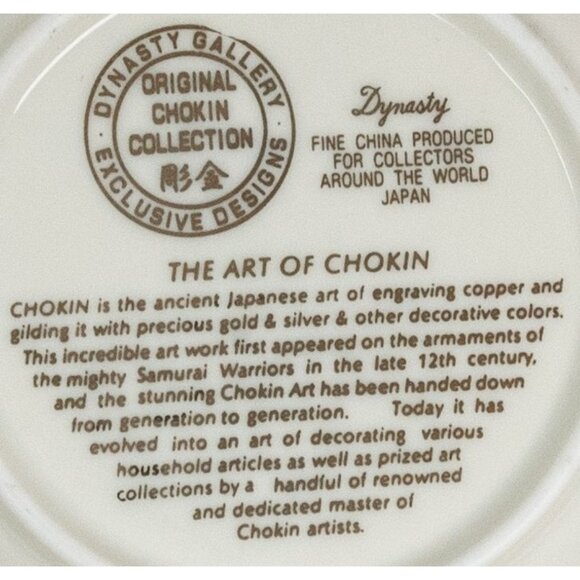 · DYNASTY GALLERY ·
EXCLUSIVE DESIGNS
ORIGINAL
CHOKIN
COLLECTION
彫金
Dynasty
FINE CHINA PRODUCED
FOR COLLECTORS
AROUND THE WORLD
JAPAN
THE ART OF CHOKIN
CHOKIN is the ancient Japanese art of engraving copper and
gilding it with precious gold & silver & other decorative colors.
This incredible art work first appeared on the armaments of
the mighty Samurai Warriors in the late 12th century,
and the stunning Chokin Art has been handed down
from generation to generation. Today it has
evolved into an art of decorating various
household articles as well as prized art
collections by a handful of renowned
and dedicated master of
Chokin artists.